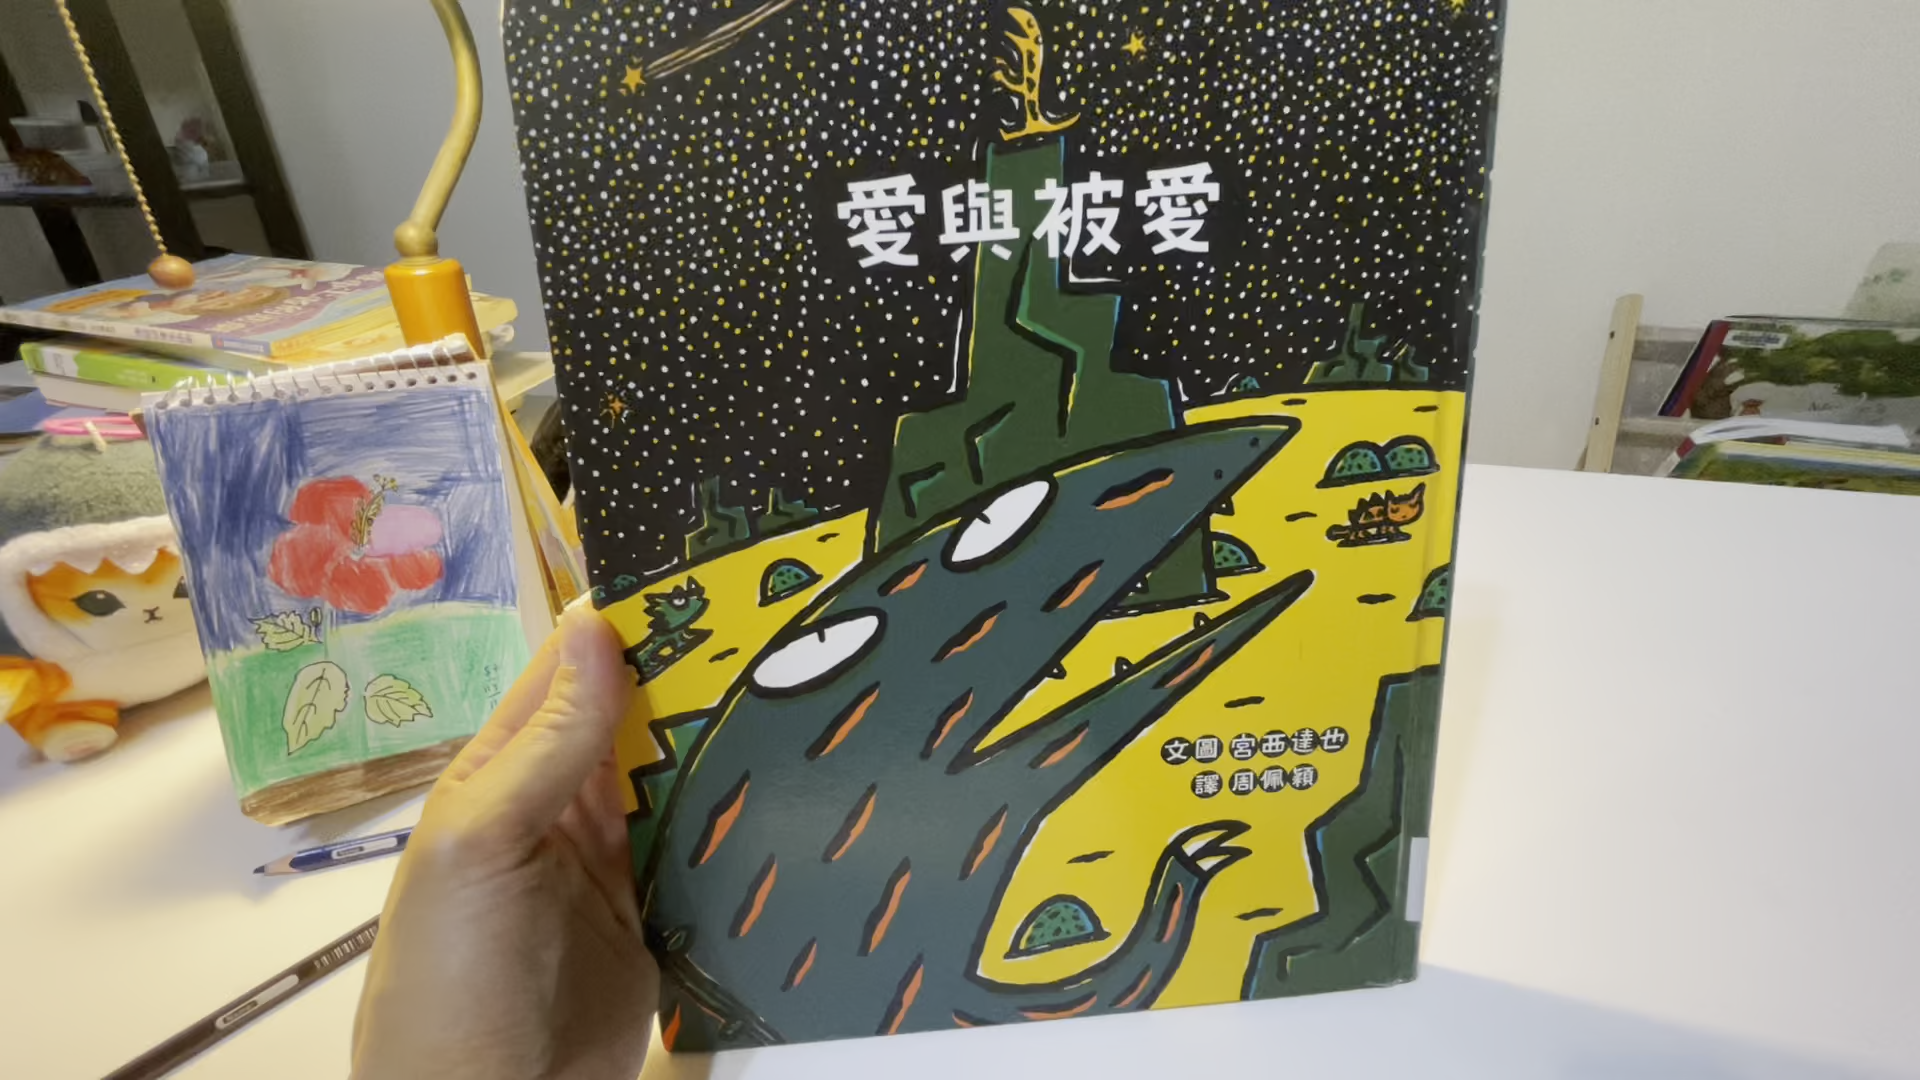 愛與被愛
文圖 宮西達也
譯 周佩穎